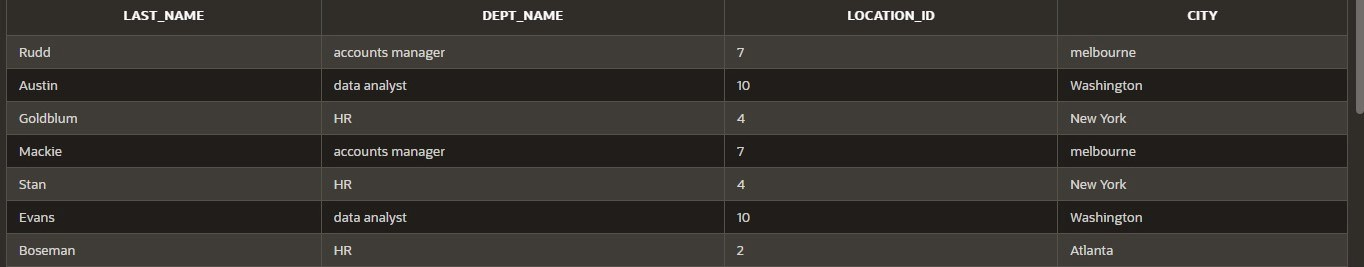 LAST_NAME DEPT_NAME LOCATION_ID CITY
Rudd accounts manager 7 melbourne
Austin data analyst 10 Washington
Goldblum HR 4 New York
Mackie accounts manager 7 melbourne
Stan HR 4 New York
Evans data analyst 10 Washington
Boseman HR 2 Atlanta